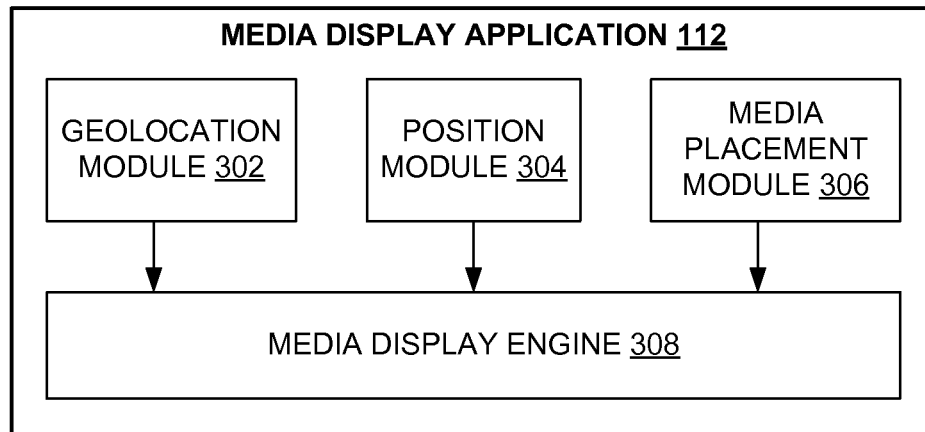 MEDIA DISPLAY APPLICATION 112
GEOLOCATION
MODULE 302
POSITION
MODULE 304
MEDIA
PLACEMENT
MODULE 306
MEDIA DISPLAY ENGINE 308